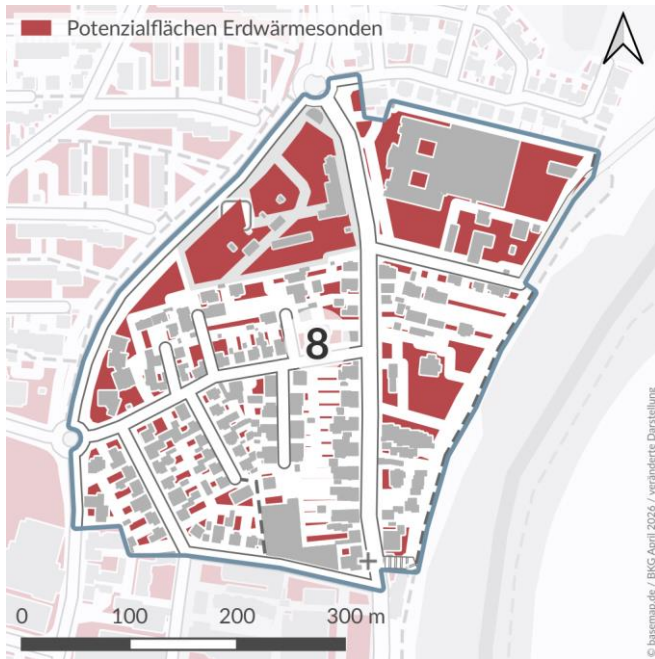 Potenzialflächen Erdwärmesonden
8
0 100 200 300 m
© basemap.de / BKG April 2026 / veränderte Darstellung